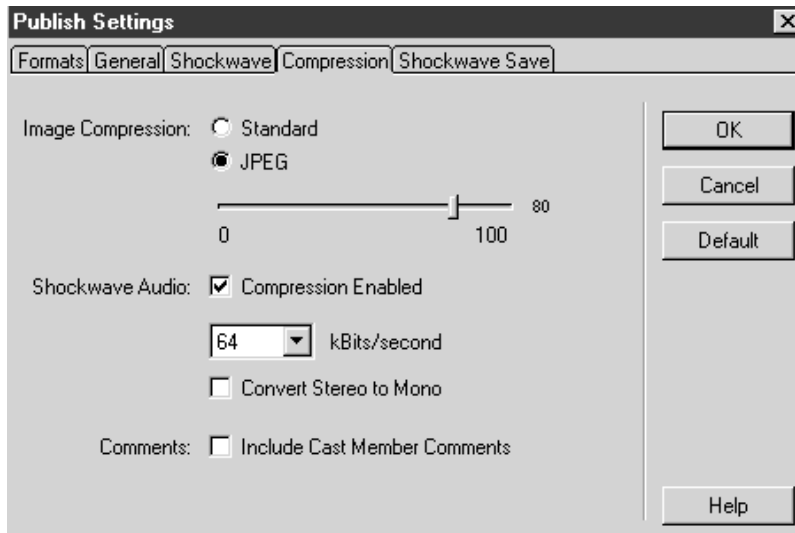 Publish Settings
Formats General Shockwave Compression Shockwave Save
Image Compression: Standard
JPEG
80
0 100
Shockwave Audio: Compression Enabled
64 kBits/second
Convert Stereo to Mono
Comments: Include Cast Member Comments
OK
Cancel
Default
Help